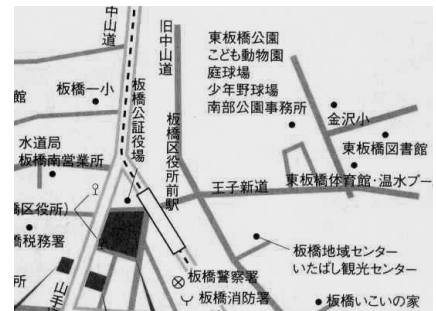 中山道
旧中山道
東板橋公園
こども動物園
庭球場
少年野球場
南部公園事務所
館
板橋一小
板橋公証役場
金沢小
水道局
板橋南営業所
板橋区役所前駅
東板橋図書館
王子新道
東板橋体育館・温水プー
橋区役所)
橋税務署
板橋地域センター
いたばし観光センター
所
山手
板橋警察署
板橋消防署
板橋いこいの家